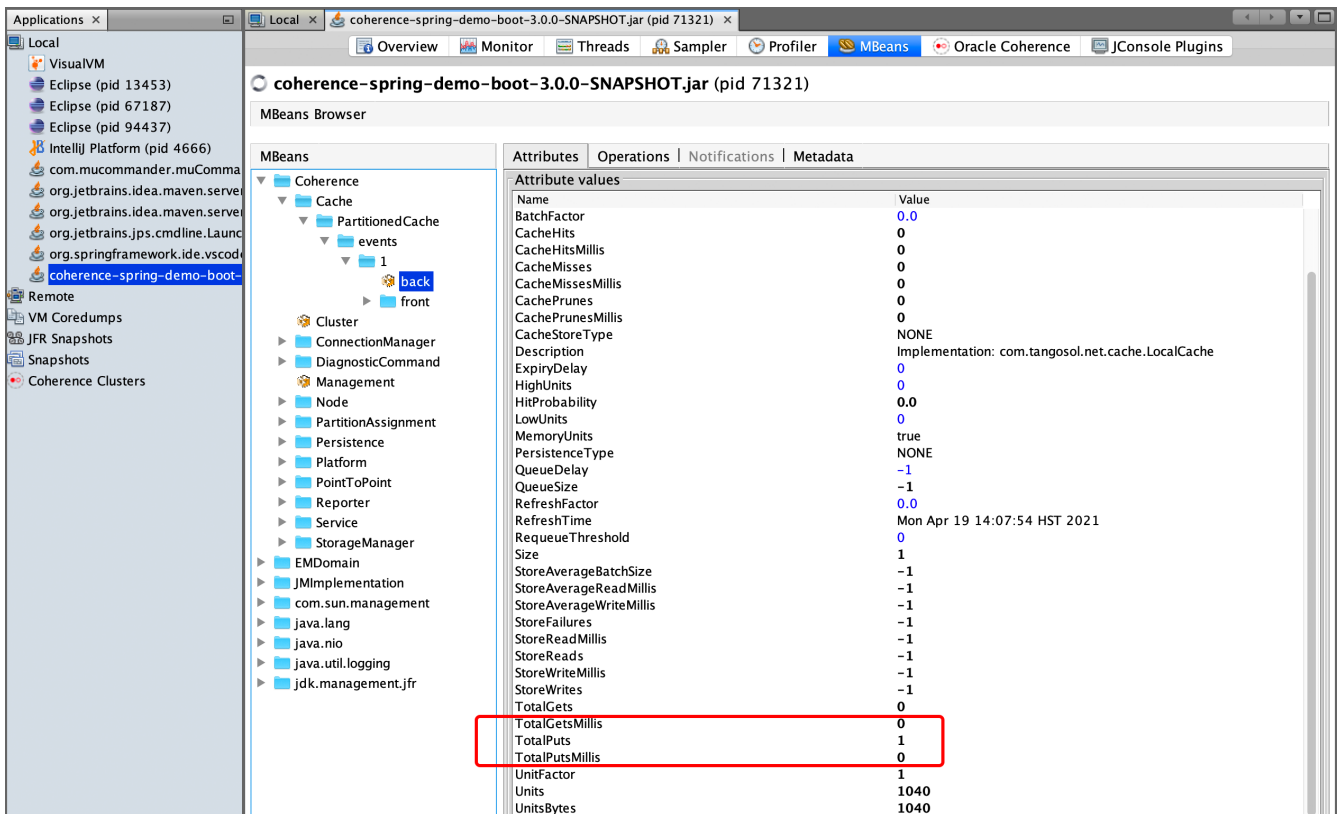 Applications ×
Local
VisualVM
Eclipse (pid 13453)
Eclipse (pid 67187)
Eclipse (pid 94437)
IntelliJ Platform (pid 4666)
com.mucommander.muComma
org.jetbrains.idea.maven.server
org.jetbrains.idea.maven.server
org.jetbrains.jps.cmdline.Launc
org.springframework.ide.vscode
coherence-spring-demo-boot-
Remote
VM Coredumps
JFR Snapshots
Snapshots
Coherence Clusters
Local × coherence-spring-demo-boot-3.0.0-SNAPSHOT.jar (pid 71321) ×
Overview Monitor Threads Sampler Profiler MBeans Oracle Coherence JConsole Plugins
coherence-spring-demo-boot-3.0.0-SNAPSHOT.jar (pid 71321)
MBeans Browser
MBeans
Coherence
Cache
PartitionedCache
events
1
back
front
Cluster
ConnectionManager
DiagnosticCommand
Management
Node
PartitionAssignment
Persistence
Platform
PointToPoint
Reporter
Service
StorageManager
EMDomain
JMImplementation
com.sun.management
java.lang
java.nio
java.util.logging
jdk.management.jfr
Attributes Operations Notifications Metadata
Attribute values
Name Value
BatchFactor 0.0
CacheHits 0
CacheHitsMillis 0
CacheMisses 0
CacheMissesMillis 0
CachePrunes 0
CachePrunesMillis 0
CacheStoreType NONE
Description Implementation: com.tangosol.net.cache.LocalCache
ExpiryDelay 0
HighUnits 0
HitProbability 0.0
LowUnits 0
MemoryUnits true
PersistenceType NONE
QueueDelay -1
QueueSize -1
RefreshFactor 0.0
RefreshTime Mon Apr 19 14:07:54 HST 2021
RequeueThreshold 0
Size 1
StoreAverageBatchSize -1
StoreAverageReadMillis -1
StoreAverageWriteMillis -1
StoreFailures -1
StoreReadMillis -1
StoreReads -1
StoreWriteMillis -1
StoreWrites -1
TotalGets 0
TotalGetsMillis 0
TotalPuts 1
TotalPutsMillis 0
UnitFactor 1
Units 1040
UnitsBytes 1040